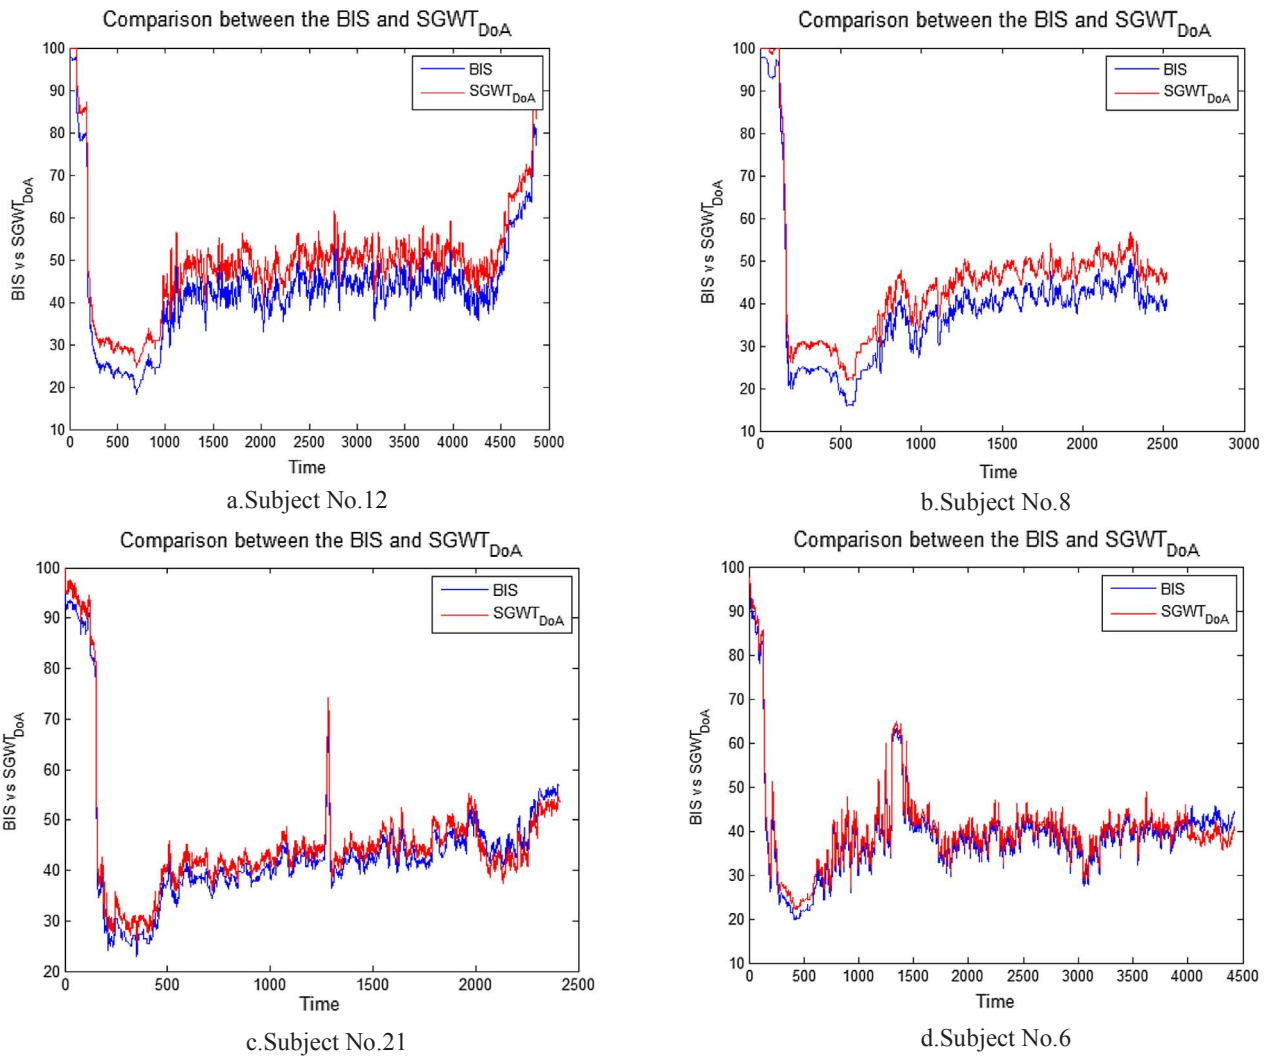 Comparison between the BIS and SGWT_DoA
BIS vs SGWT_DoA
100
90
80
70
60
50
40
30
20
10
BIS
SGWT_DoA
0 500 1000 1500 2000 2500 3000 3500 4000 4500 5000
Time
a.Subject No.12
Comparison between the BIS and SGWT_DoA
BIS vs SGWT_DoA
100
90
80
70
60
50
40
30
20
10
BIS
SGWT_DoA
0 500 1000 1500 2000 2500 3000
Time
b.Subject No.8
Comparison between the BIS and SGWT_DoA
BIS vs SGWT_DoA
100
90
80
70
60
50
40
30
20
BIS
SGWT_DoA
0 500 1000 1500 2000 2500
Time
c.Subject No.21
Comparison between the BIS and SGWT_DoA
BIS vs SGWT_DoA
100
90
80
70
60
50
40
30
20
10
BIS
SGWT_DoA
0 500 1000 1500 2000 2500 3000 3500 4000 4500
Time
d.Subject No.6